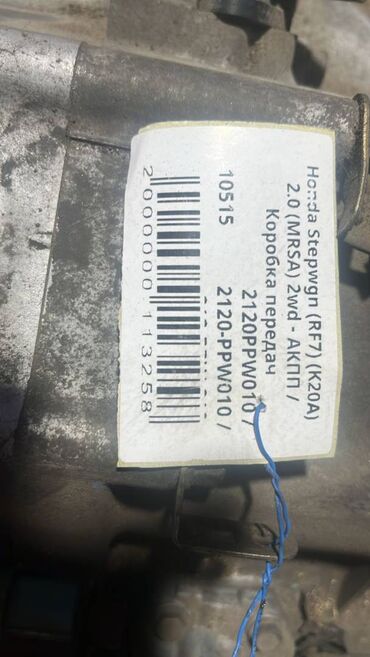 Honda Stepwgn (RF7) (K20A)
2.0 (MRSA) 2wd - АКПП /
Коробка передач
2120PPW010 /
10515 2120-PPW010 /
2000000113258